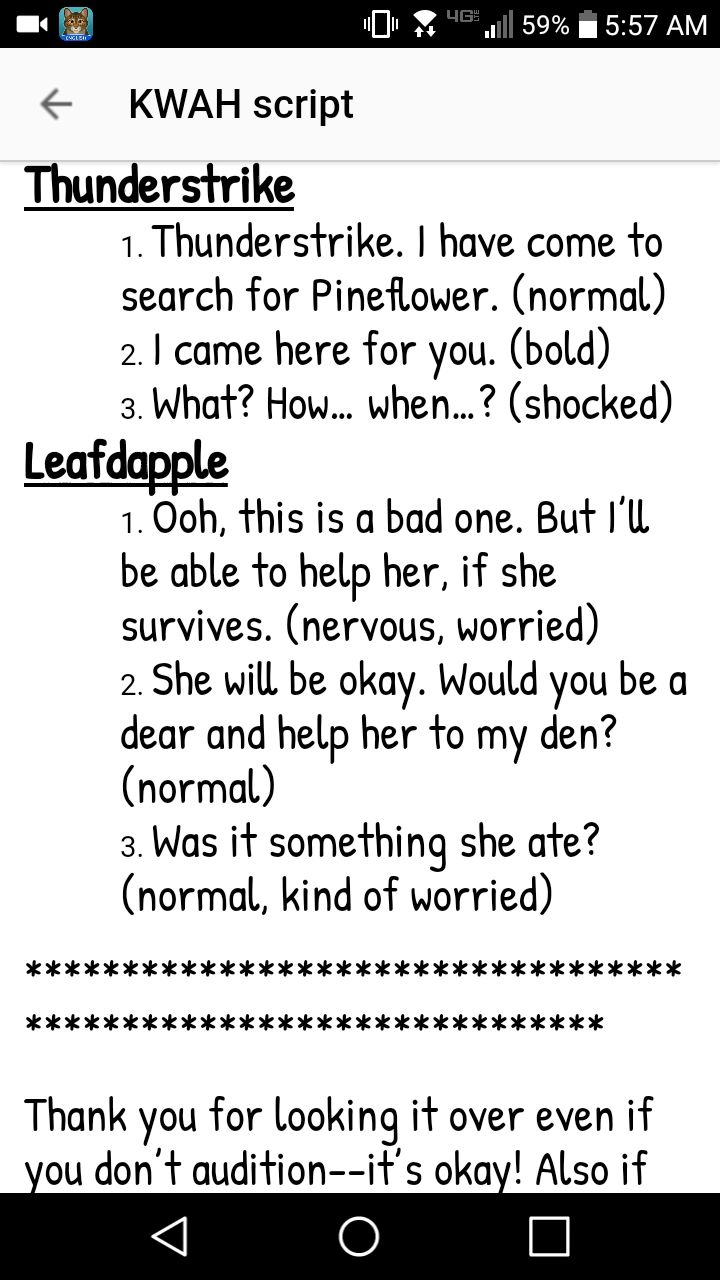 4G LTE 59% 5:57 AM
KWAH script
Thunderstrike
1. Thunderstrike. I have come to
search for Pineflower. (normal)
2. I came here for you. (bold)
3. What? How... when...? (shocked)
Leafdapple
1. Ooh, this is a bad one. But I'll
be able to help her, if she
survives. (nervous, worried)
2. She will be okay. Would you be a
dear and help her to my den?
(normal)
3. Was it something she ate?
(normal, kind of worried)
***********************************
*******************************
Thank you for looking it over even if
you don't audition--it's okay! Also if